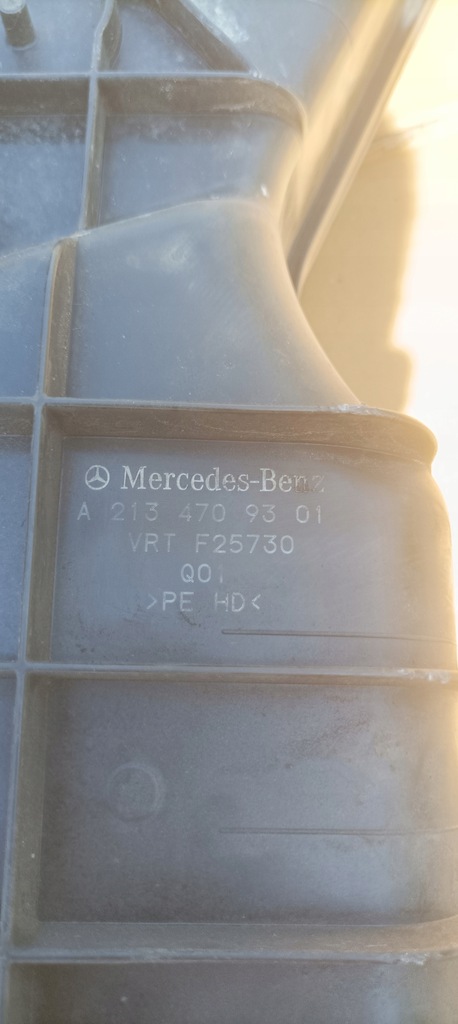 Mercedes-Benz
A 213 470 93 01
VRT F25730
Q01
>PE HD<